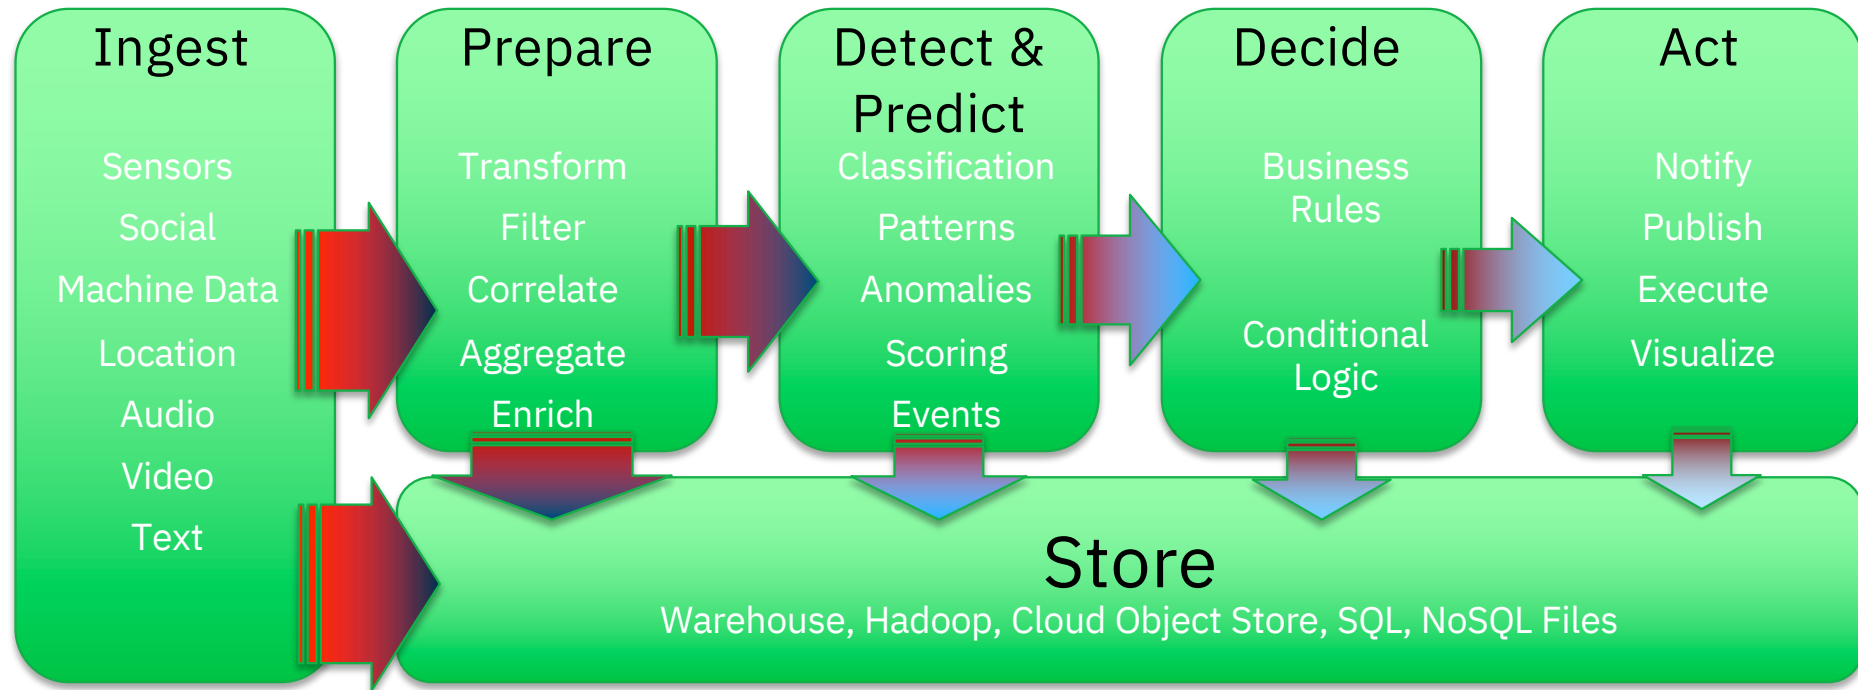 Ingest
Sensors
Social
Machine Data
Location
Audio
Video
Text
Prepare
Transform
Filter
Correlate
Aggregate
Enrich
Detect &
Predict
Classification
Patterns
Anomalies
Scoring
Events
Decide
Business
Rules
Conditional
Logic
Act
Notify
Publish
Execute
Visualize
Store
Warehouse, Hadoop, Cloud Object Store, SQL, NoSQL Files